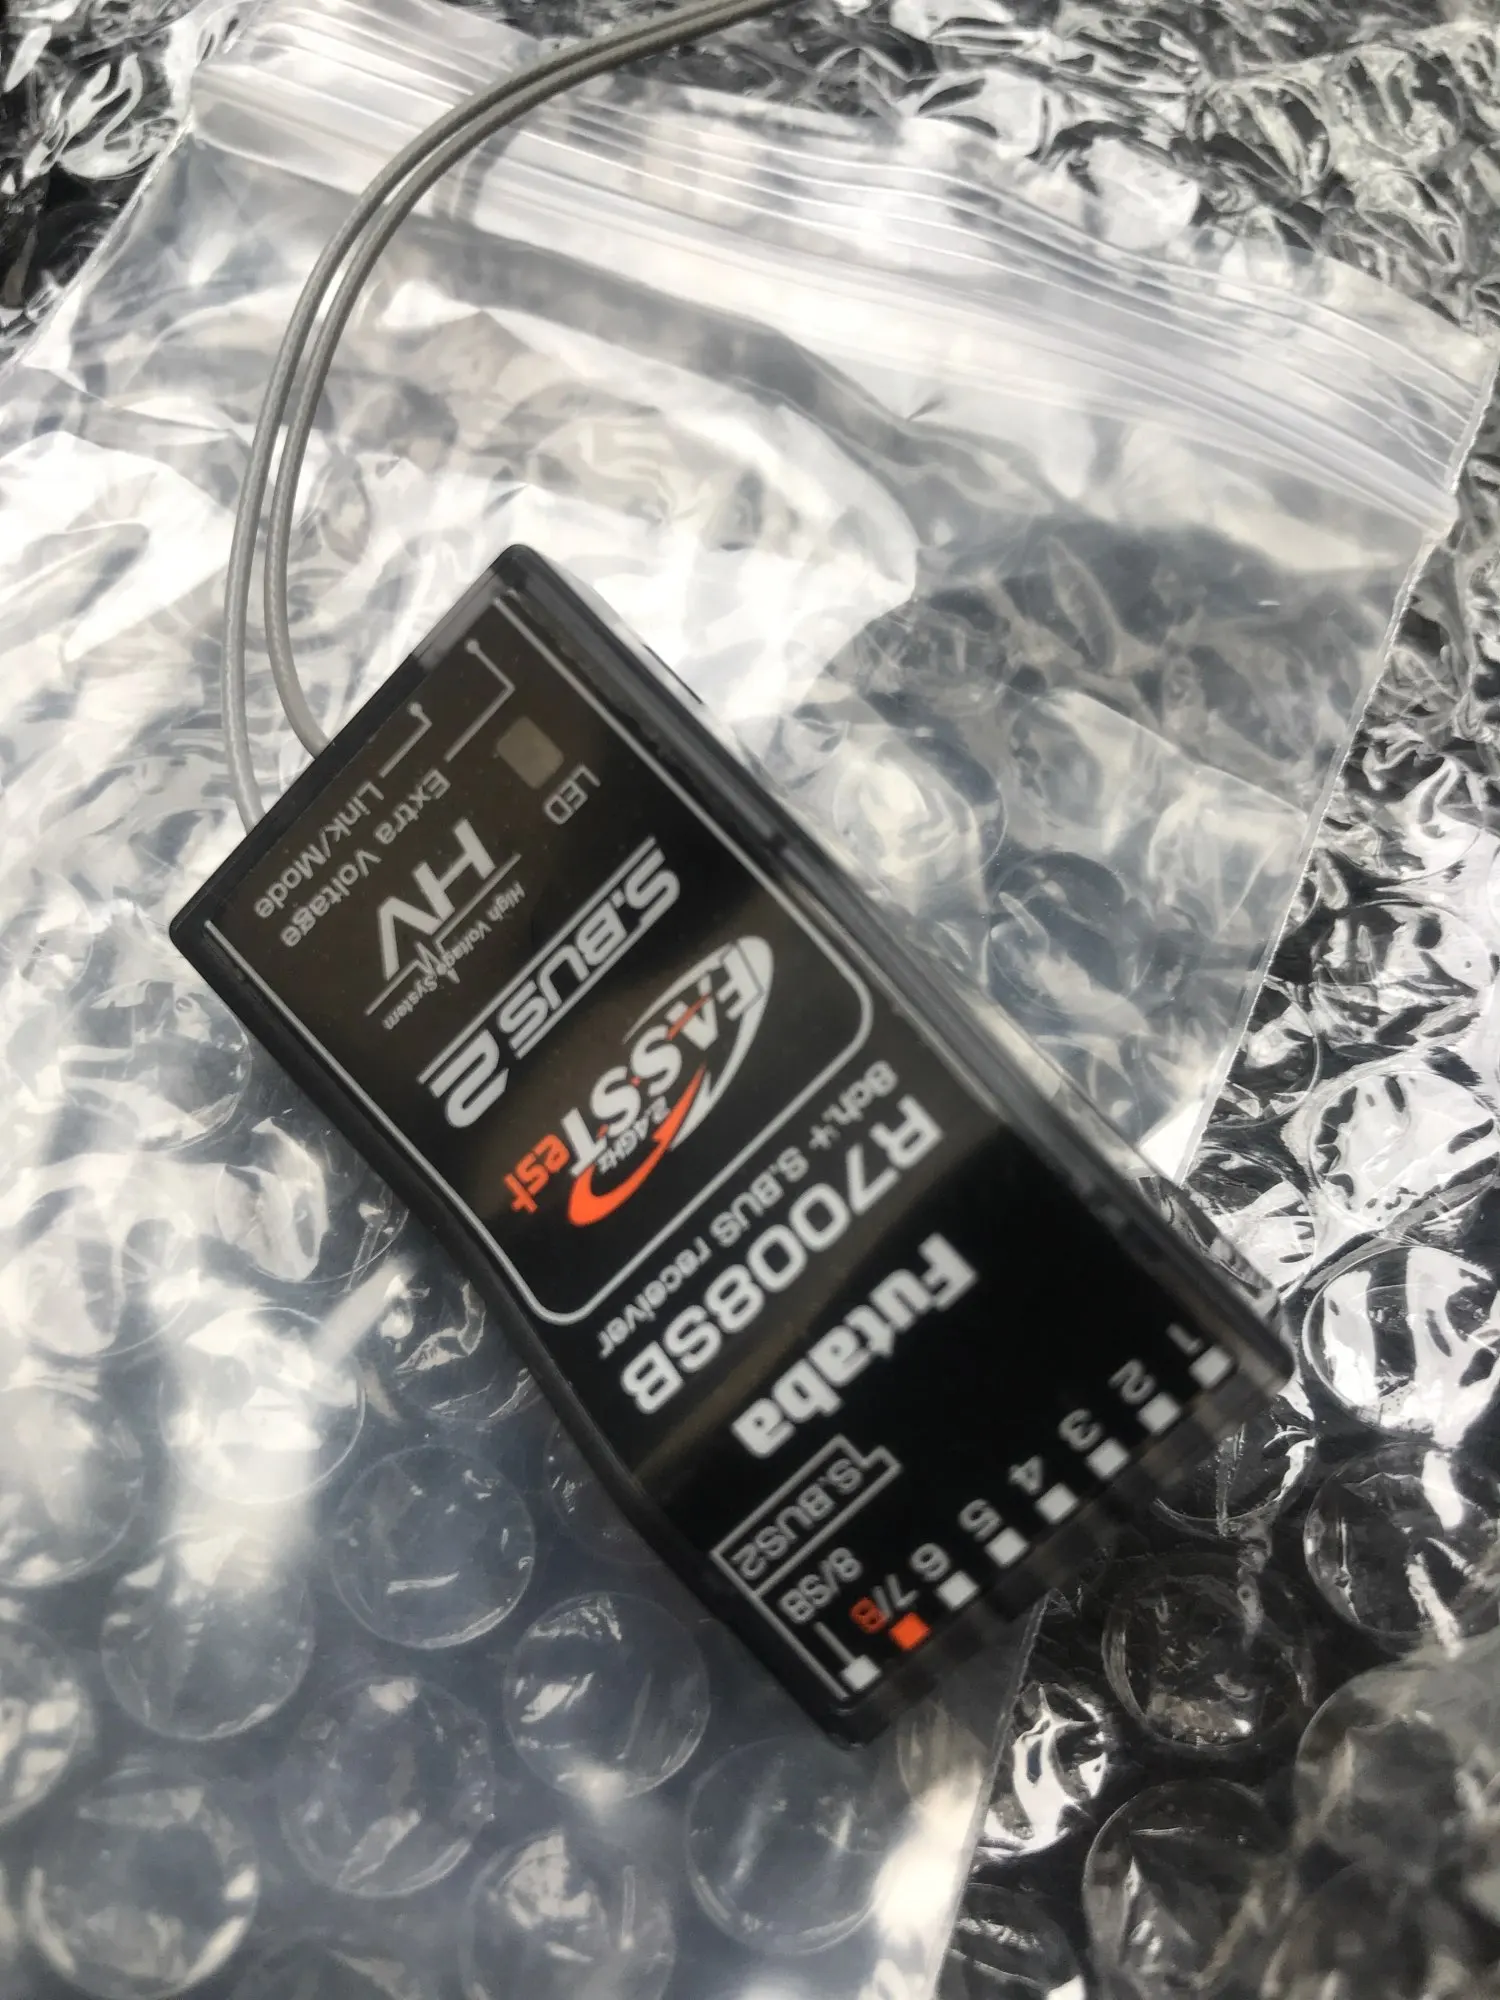 1
2
3
4
5
6
7/B
8/SB
S.BUS2
Futaba
R7008SB
8ch.+ S.BUS receiver
FASSTest
2.4GHz
S.BUS2
HV
High Voltage System
LED
Extra Voltage
Link/Mode